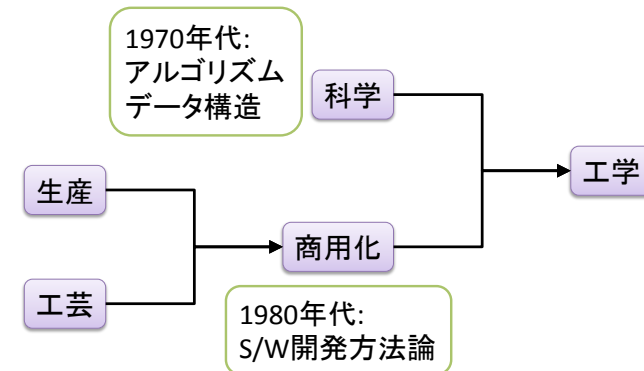 1970年代:
アルゴリズム
データ構造
科学
工学
生産
商用化
工芸
1980年代:
S/W開発方法論